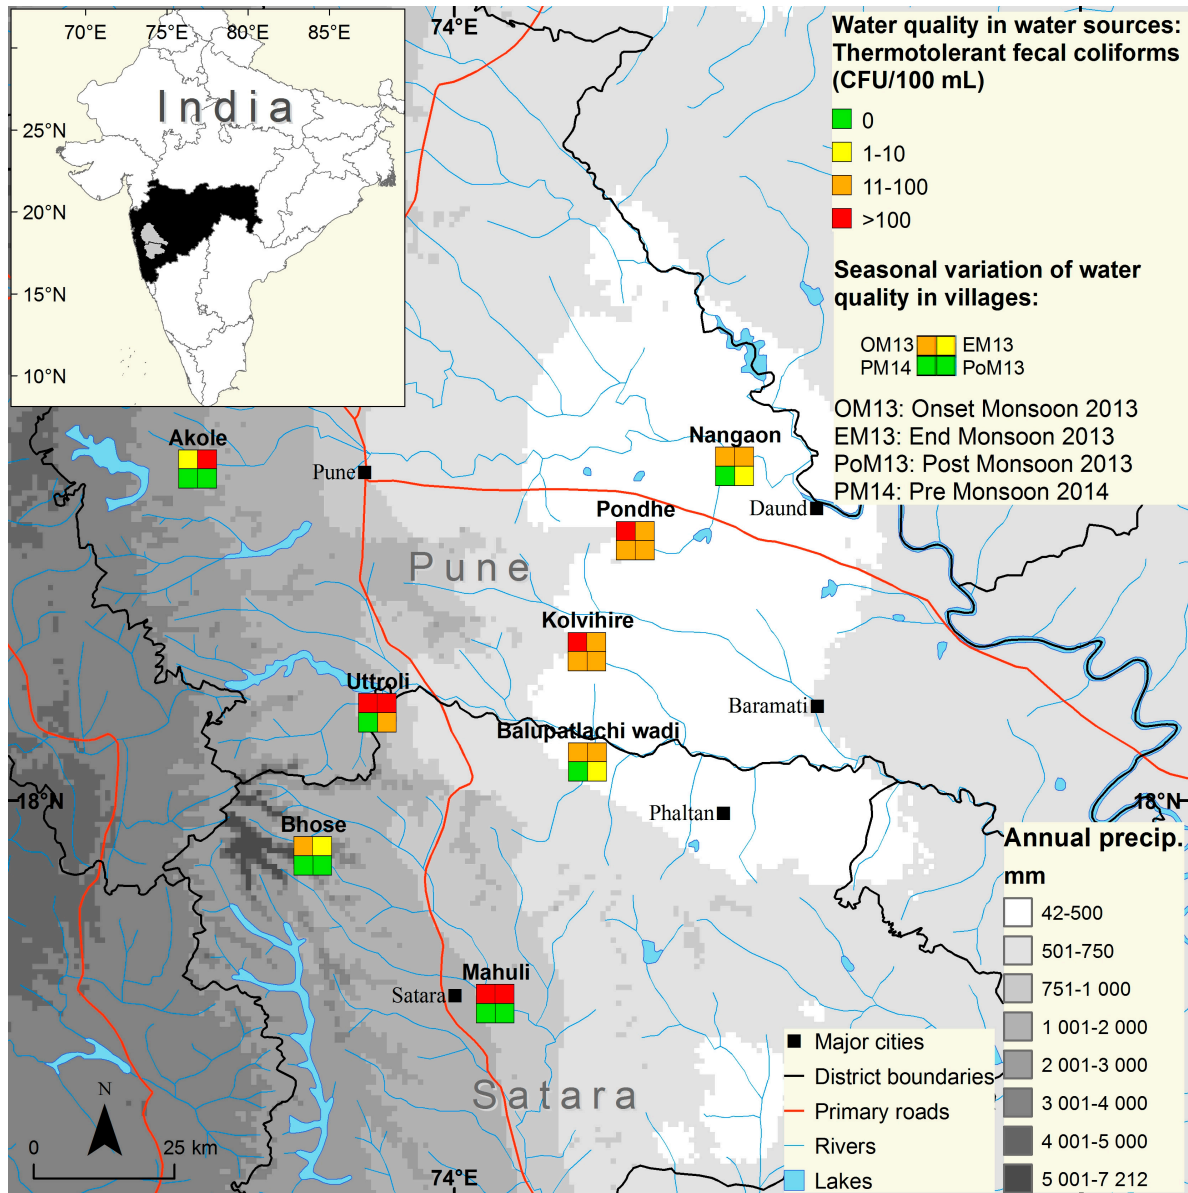 70°E 75°E 80°E 85°E
India
25°N
20°N
15°N
10°N
74°E
Water quality in water sources:
Thermotolerant fecal coliforms
(CFU/100 mL)
0
1-10
11-100
>100
Seasonal variation of water
quality in villages:
OM13 EM13
PM14 PoM13
OM13: Onset Monsoon 2013
EM13: End Monsoon 2013
PoM13: Post Monsoon 2013
PM14: Pre Monsoon 2014
Akole
Nangaon
Pune
Pondhe
Daund
Pune
Kolvihire
Uttroli
Baramati
Balupatlachi wadi
18°N
Phaltan
18°N
Bhose
Mahuli
Satara
Satara
Annual precip.
mm
42-500
501-750
751-1 000
1 001-2 000
2 001-3 000
3 001-4 000
4 001-5 000
5 001-7 212
Major cities
District boundaries
Primary roads
Rivers
Lakes
N
0 25 km
74°E